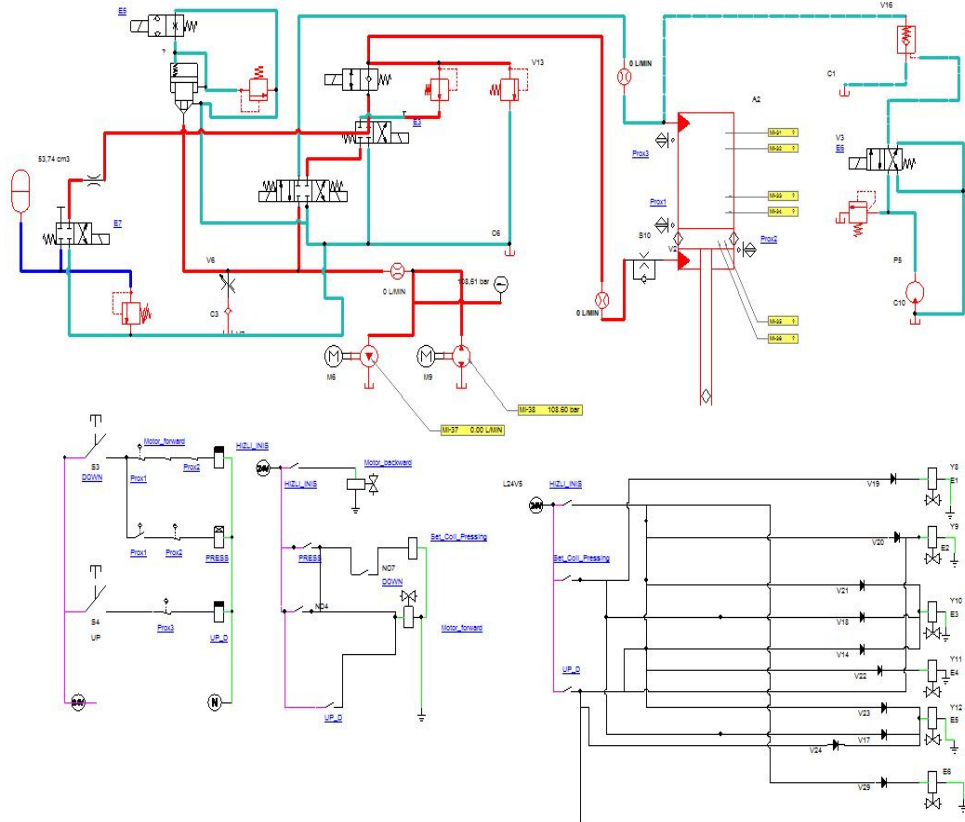 E5
V16
?
0 L/MIN
V13
C1
A2
E3
Prox3
V3
E6
53,74 cm3
E7
Prox1
S10
V2
Prox2
C6
V6
0 L/MIN
108,61 bar
P5
C10
C3
0 L/MIN
M6
M9
MI-38 108.60 bar
MI-37 0.00 L/MIN
Motor_forward
HIZLI_INIS
S3
DOWN
Prox1
Prox2
Prox1
Prox2
PRESS
S4
UP
Prox3
UP_D
N
Motor_backward
HIZLI_INIS
Set_Coil_Pressing
PRESS
NO7
DOWN
NO4
Motor_forward
UP_D
L24V5
HIZLI_INIS
Set_Coil_Pressing
UP_D
V19
Y8
E1
V20
Y9
E2
V21
V18
Y10
E3
V14
V22
Y11
E4
V23
V17
Y12
E5
V24
V29
E6